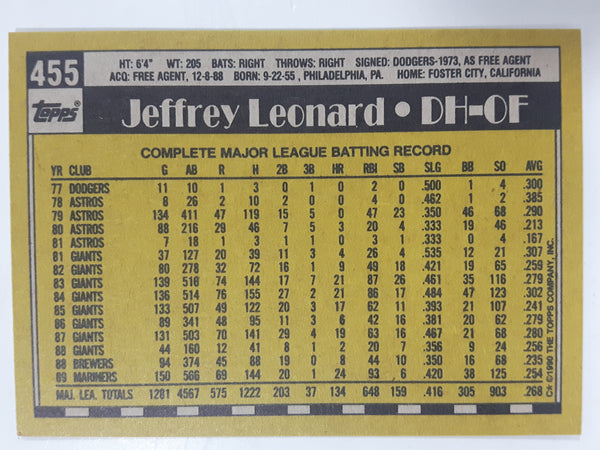 455
HT: 6'4" WT: 205 BATS: RIGHT THROWS: RIGHT SIGNED: DODGERS-1973, AS FREE AGENT
ACQ: FREE AGENT, 12-8-88 BORN: 9-22-55, PHILADELPHIA, PA. HOME: FOSTER CITY, CALIFORNIA
Topps®
Jeffrey Leonard • DH-OF
COMPLETE MAJOR LEAGUE BATTING RECORD
YR CLUB G AB R H 2B 3B HR RBI SB SLG BB SO AVG
77 DODGERS 11 10 1 3 0 1 0 2 0 .500 1 4 .300
78 ASTROS 8 26 2 10 2 0 0 4 0 .462 1 2 .385
79 ASTROS 134 411 47 119 15 5 0 47 23 .350 46 68 .290
80 ASTROS 88 216 29 46 7 5 3 20 4 .333 19 46 .213
81 ASTROS 7 18 1 3 1 1 0 3 1 .333 0 4 .167
81 GIANTS 37 127 20 39 11 3 4 26 4 .535 12 21 .307
82 GIANTS 80 278 32 72 16 1 9 49 18 .421 19 65 .259
83 GIANTS 139 516 74 144 17 7 21 87 26 .461 35 116 .279
84 GIANTS 136 514 76 155 27 2 21 86 17 .484 47 123 .302
85 GIANTS 133 507 49 122 20 3 17 62 11 .393 21 107 .241
86 GIANTS 89 341 48 95 11 3 6 42 16 .381 20 62 .279
87 GIANTS 131 503 70 141 29 4 19 63 16 .467 21 68 .280
88 GIANTS 44 160 12 41 8 1 2 20 7 .356 9 24 .256
88 BREWERS 94 374 45 88 19 0 8 44 10 .350 16 68 .235
89 MARINERS 150 566 69 144 20 1 24 93 6 .420 38 125 .254
MAJ. LEA. TOTALS 1281 4567 575 1222 203 37 134 648 159 .416 305 903 .268
C* ©1990 THE TOPPS COMPANY, INC.